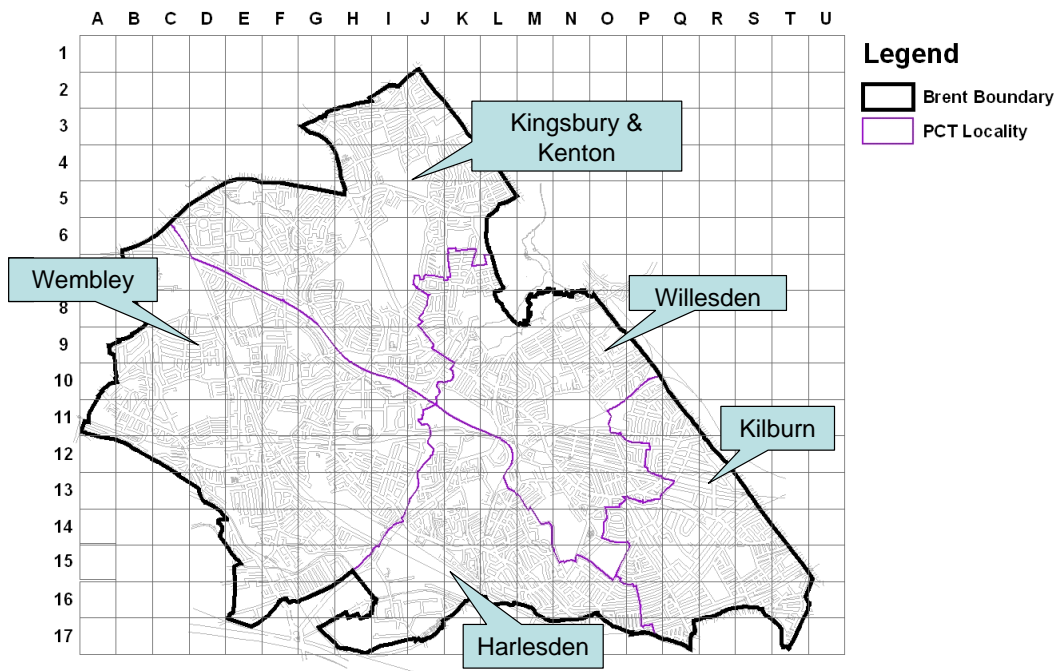 A B C D E F G H I J K L M N O P Q R S T U
1
2
3
4
5
6
8
9
10
11
12
13
14
15
16
17
Legend
Brent Boundary
PCT Locality
Kingsbury &
Kenton
Wembley
Willesden
Kilburn
Harlesden